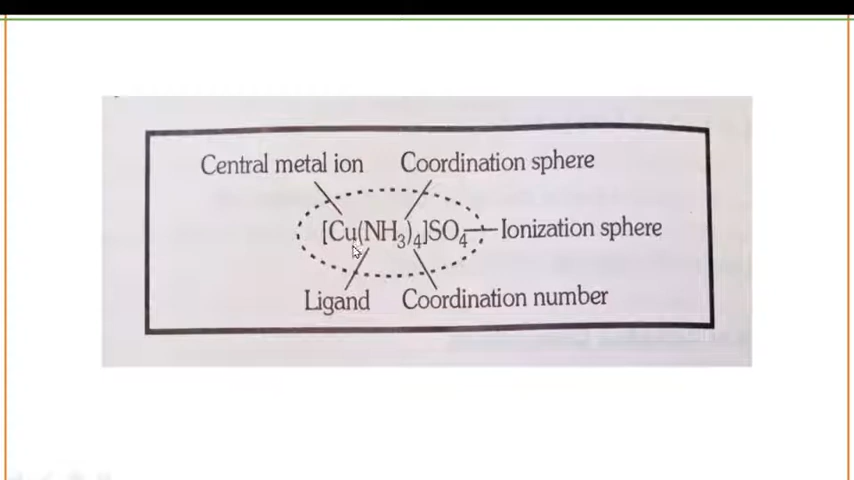 Central metal ion Coordination sphere
[Cu(NH3)4]SO4 Ionization sphere
Ligand Coordination number